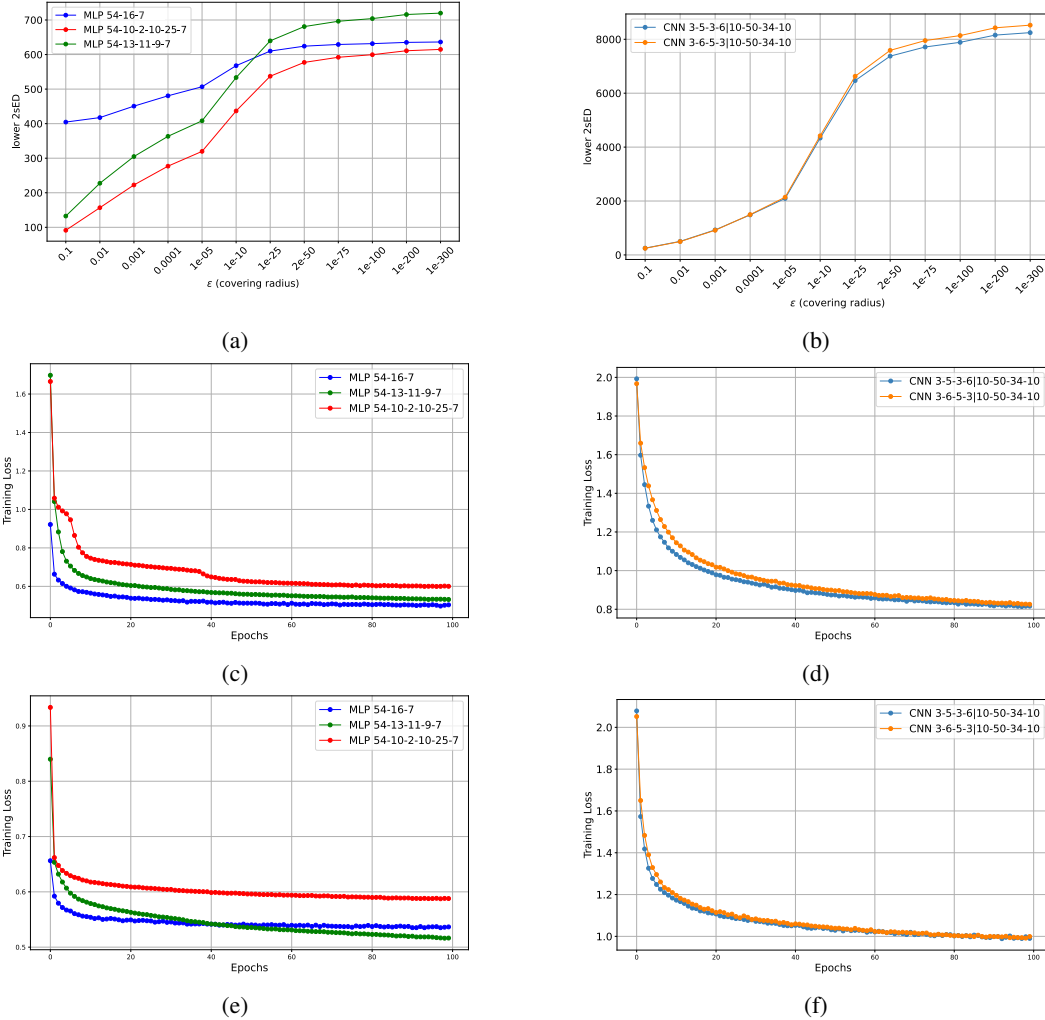 700
600
500
400
300
200
100
lower 2sED
MLP 54-16-7
MLP 54-10-2-10-25-7
MLP 54-13-11-9-7
0.1 0.01 0.001 0.0001 1e-05 1e-10 1e-25 2e-50 1e-75 1e-100 1e-200 1e-300
ε (covering radius)
(a)
8000
6000
4000
2000
0
lower 2sED
CNN 3-5-3-6|10-50-34-10
CNN 3-6-5-3|10-50-34-10
0.1 0.01 0.001 0.0001 1e-05 1e-10 1e-25 2e-50 1e-75 1e-100 1e-200 1e-300
ε (covering radius)
(b)
1.6
1.4
1.2
1.0
0.8
0.6
Training Loss
MLP 54-16-7
MLP 54-13-11-9-7
MLP 54-10-2-10-25-7
0 20 40 60 80 100
Epochs
(c)
2.0
1.8
1.6
1.4
1.2
1.0
0.8
Training Loss
CNN 3-5-3-6|10-50-34-10
CNN 3-6-5-3|10-50-34-10
0 20 40 60 80 100
Epochs
(d)
0.9
0.8
0.7
0.6
0.5
Training Loss
MLP 54-16-7
MLP 54-13-11-9-7
MLP 54-10-2-10-25-7
0 20 40 60 80 100
Epochs
(e)
2.0
1.8
1.6
1.4
1.2
1.0
Training Loss
CNN 3-5-3-6|10-50-34-10
CNN 3-6-5-3|10-50-34-10
0 20 40 60 80 100
Epochs
(f)